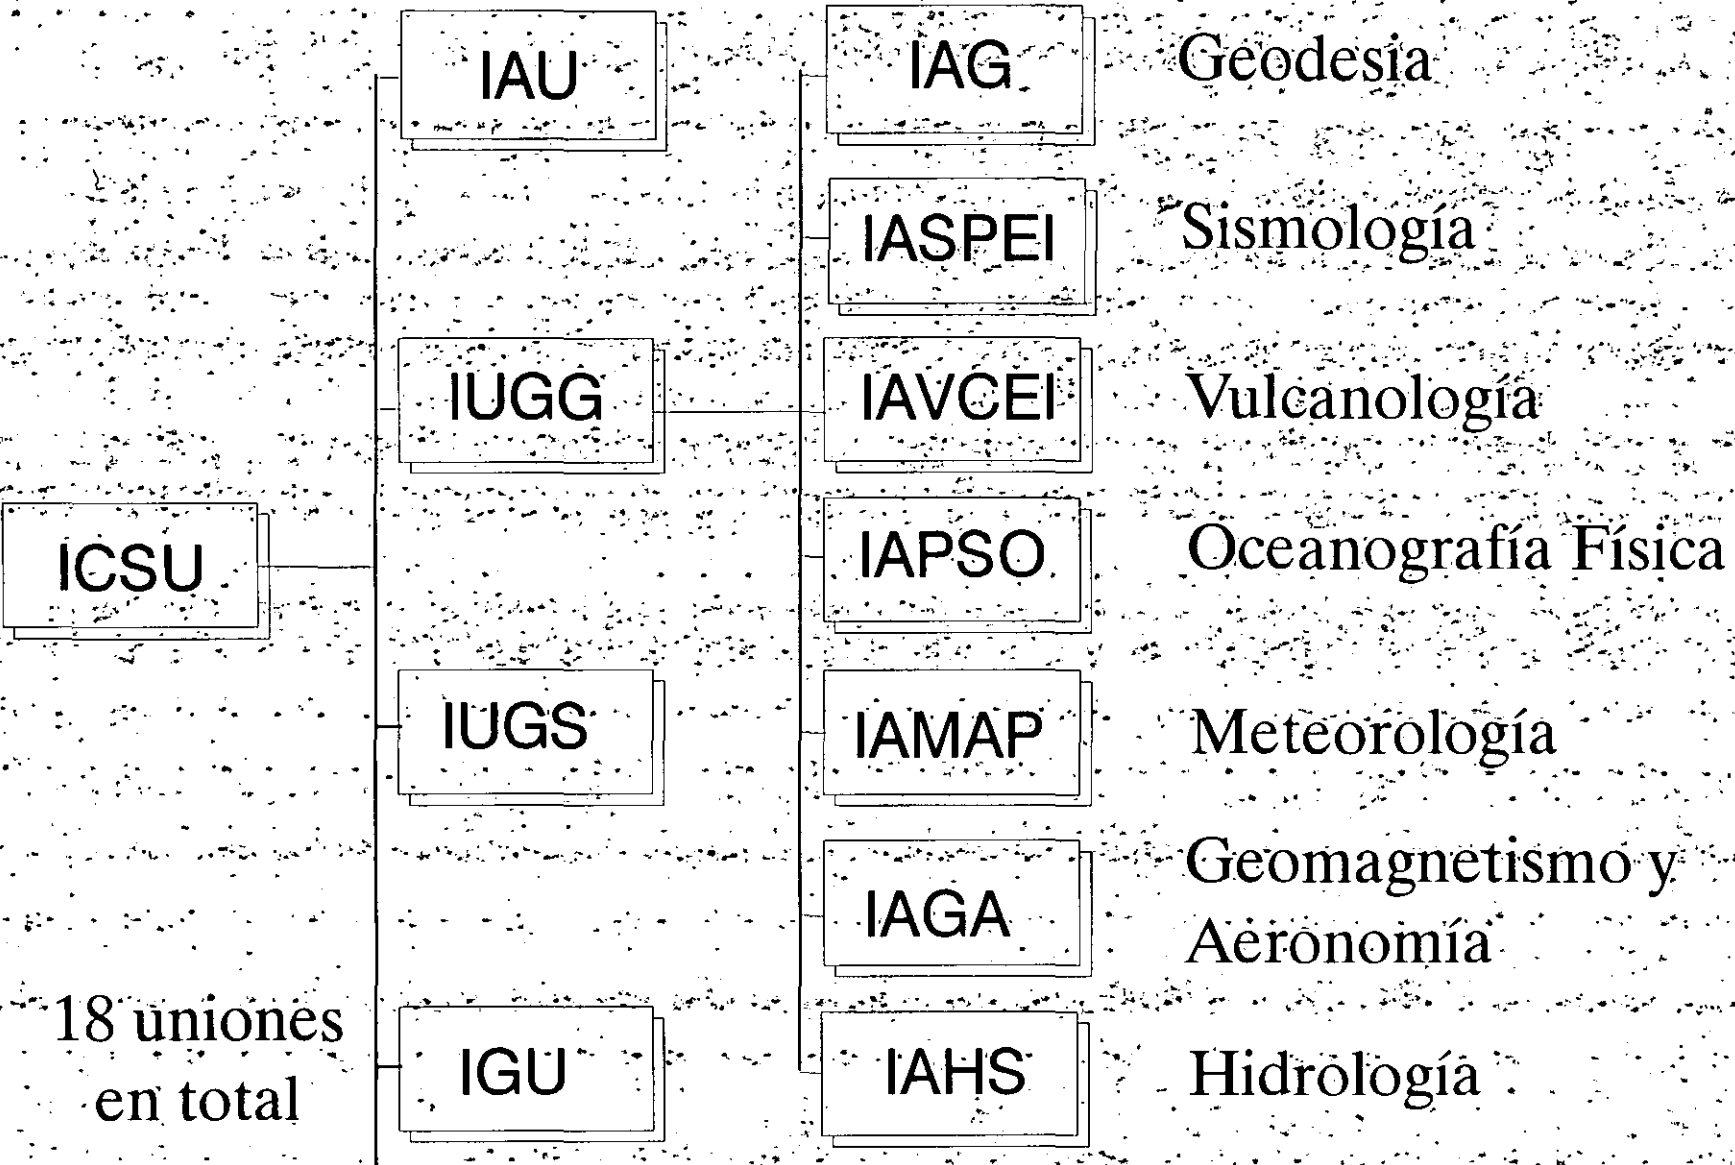 IAU
IAG
Geodesia
IASPEI
Sismología
IUGG
IAVCEI
Vulcanología
ICSU
IAPSO
Oceanografía Física
IUGS
IAMAP
Meteorología
IAGA
Geomagnetismo y
Aeronomía
18 uniones
en total
IGU
IAHS
Hidrología